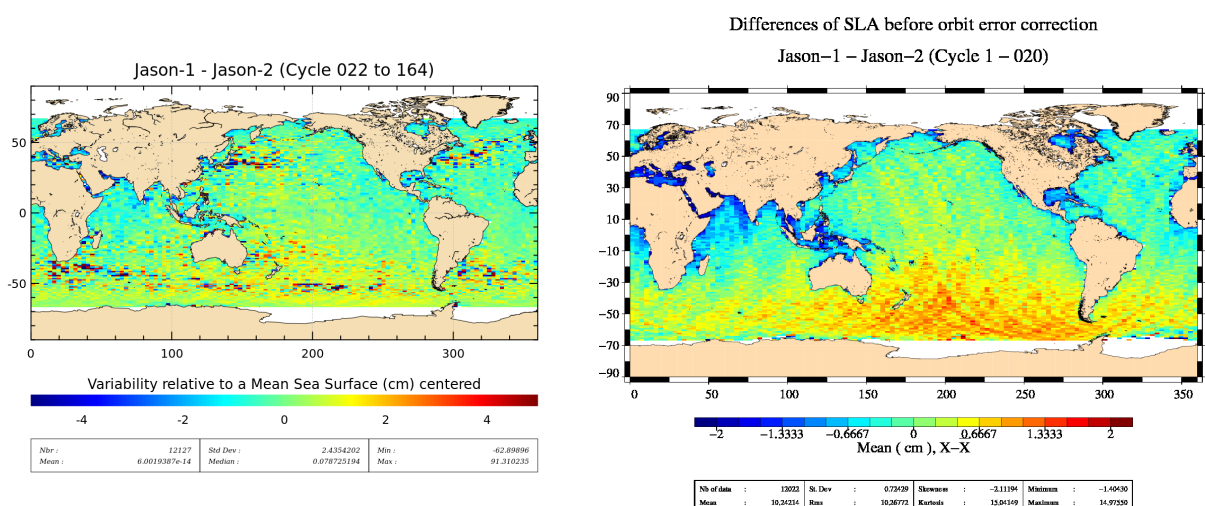 Jason-1 - Jason-2 (Cycle 022 to 164)
50
0
-50
0 100 200 300
Variability relative to a Mean Sea Surface (cm) centered
-4 -2 0 2 4
Nbr : 12127 Std Dev : 2.4354202 Min : -62.89896
Mean : 6.0019387e-14 Median : 0.078725194 Max : 91.310235
Differences of SLA before orbit error correction
Jason−1 − Jason−2 (Cycle 1 − 020)
90
70
50
30
10
−10
−30
−50
−70
−90
0 50 100 150 200 250 300 350
−2 −1.3333 −0.6667 0 0.6667 1.3333 2
Mean ( cm ), X−X
Nb of data : 12022 St. Dev : 0.72429 Skewness : −2.11194 Minimum : −1.40430
Mean : 10.24214 Rms : 10.26772 Kurtosis : 15.04149 Maximum : 14.97550